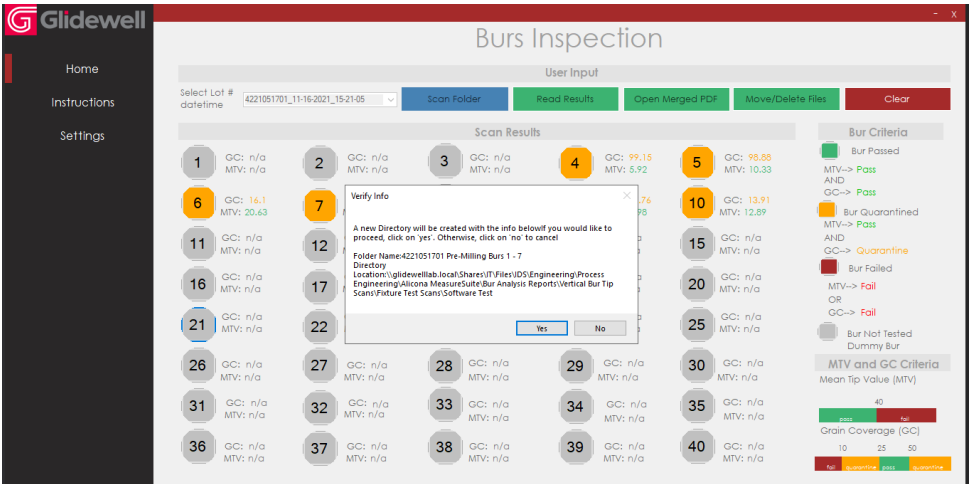 Glidewell
- X
Burs Inspection
Home
Instructions
Settings
User Input
Select Lot #
datetime
4221051701_11-16-2021_15-21-05
Scan Folder
Read Results
Open Merged PDF
Move/Delete Files
Clear
Scan Results
1 GC: n/a
MTV: n/a
2 GC: n/a
MTV: n/a
3 GC: n/a
MTV: n/a
4 GC: 99.15
MTV: 5.92
5 GC: 98.88
MTV: 10.33
6 GC: 16.1
MTV: 20.63
7
.76
98
10 GC: 13.91
MTV: 12.89
11 GC: n/a
MTV: n/a
12
15 GC: n/a
MTV: n/a
16 GC: n/a
MTV: n/a
17
20 GC: n/a
MTV: n/a
21 GC: n/a
MTV: n/a
22
25 GC: n/a
MTV: n/a
26 GC: n/a
MTV: n/a
27 GC: n/a
MTV: n/a
28 GC: n/a
MTV: n/a
29 GC: n/a
MTV: n/a
30 GC: n/a
MTV: n/a
31 GC: n/a
MTV: n/a
32 GC: n/a
MTV: n/a
33 GC: n/a
MTV: n/a
34 GC: n/a
MTV: n/a
35 GC: n/a
MTV: n/a
36 GC: n/a
MTV: n/a
37 GC: n/a
MTV: n/a
38 GC: n/a
MTV: n/a
39 GC: n/a
MTV: n/a
40 GC: n/a
MTV: n/a
Verify Info
A new Directory will be created with the info belowIf you would like to
proceed, click on 'yes'. Otherwise, click on 'no' to cancel
Folder Name:4221051701 Pre-Milling Burs 1 - 7
Directory
Location:\\glidewelllab.local\Shares\IT\Files\IDS\Engineering\Process
Engineering\Alicona MeasureSuite\Bur Analysis Reports\Vertical Bur Tip
Scans\Fixture Test Scans\Software Test
Yes
No
Bur Criteria
Bur Passed
MTV--> Pass
AND
GC--> Pass
Bur Quarantined
MTV--> Pass
AND
GC--> Quarantine
Bur Failed
MTV--> Fail
OR
GC--> Fail
Bur Not Tested
Dummy Bur
MTV and GC Criteria
Mean Tip Value (MTV)
40
pass fail
Grain Coverage (GC)
10 25 50
fail quarantine pass quarantine